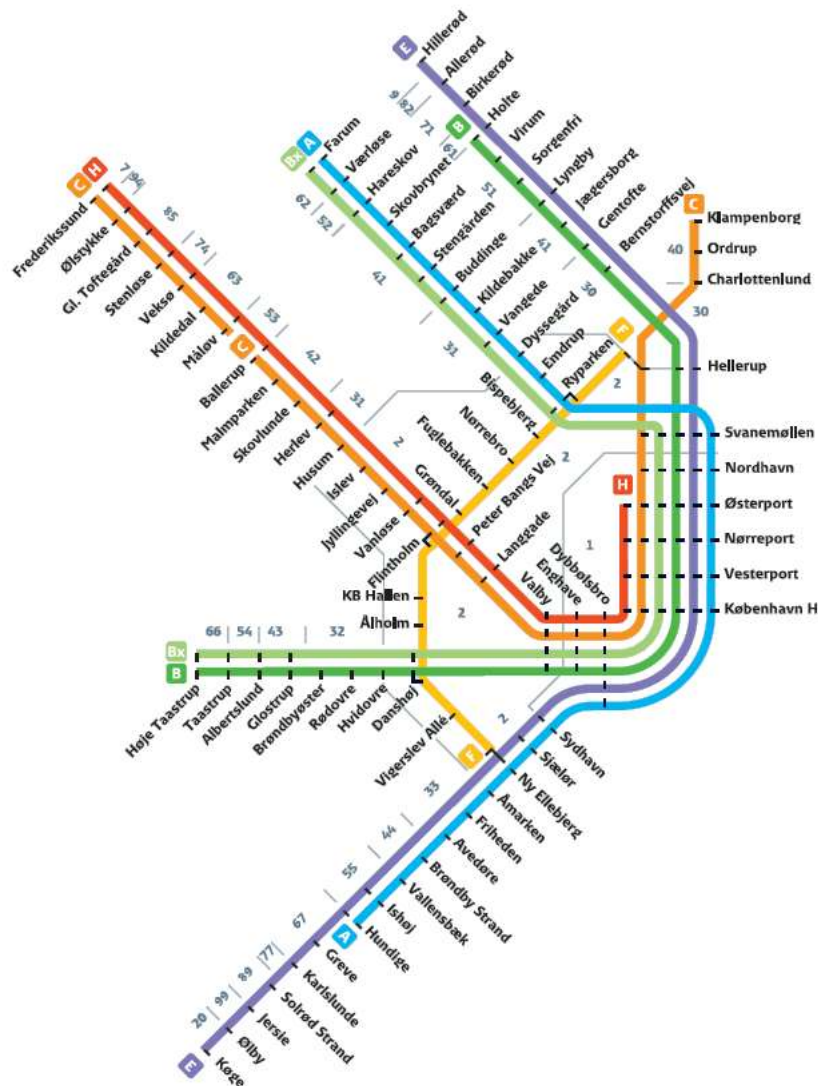 E
Hillerød
Allerød
Birkerød
Holte
Virum
Sorgenfri
Lyngby
Jægersborg
Gentofte
Bernstorffsvej
9
82
71
61
B
51
41
30
Bx
A
Farum
Værløse
Hareskov
Skovbrynet
Bagsværd
Stengården
Buddinge
Kildebakke
Vangede
Dyssegård
Emdrup
62
52
41
31
C
Klampenborg
Ordrup
Charlottenlund
40
30
Hellerup
F
Ryparken
2
Bispebjerg
Nørrebro
Fuglebakken
Grøndal
2
C
H
7
94
85
74
63
53
42
31
2
Frederikssund
Ølstykke
Gl. Toftegård
Stenløse
Veksø
Kildedal
Måløv
C
Ballerup
Malmparken
Skovlunde
Herlev
Husum
Islev
Jyllingevej
Vanløse
Flintholm
Peter Bangs Vej
Langgade
Valby
Enghave
Dybbølsbro
H
1
Svanemøllen
Nordhavn
Østerport
Nørreport
Vesterport
København H
KB Hallen
Ålholm
2
66
54
43
32
Bx
B
Høje Taastrup
Taastrup
Albertslund
Glostrup
Brøndbyøster
Rødovre
Hvidovre
Danshøj
Vigerslev Allé
F
2
Sydhavn
Sjælør
Ny Ellebjerg
Åmarken
Friheden
Avedøre
Brøndby Strand
Vallensbæk
Ishøj
Hundige
A
33
44
55
67
77
89
99
20
Greve
Karlslunde
Solrød Strand
Jersie
Ølby
Køge
E